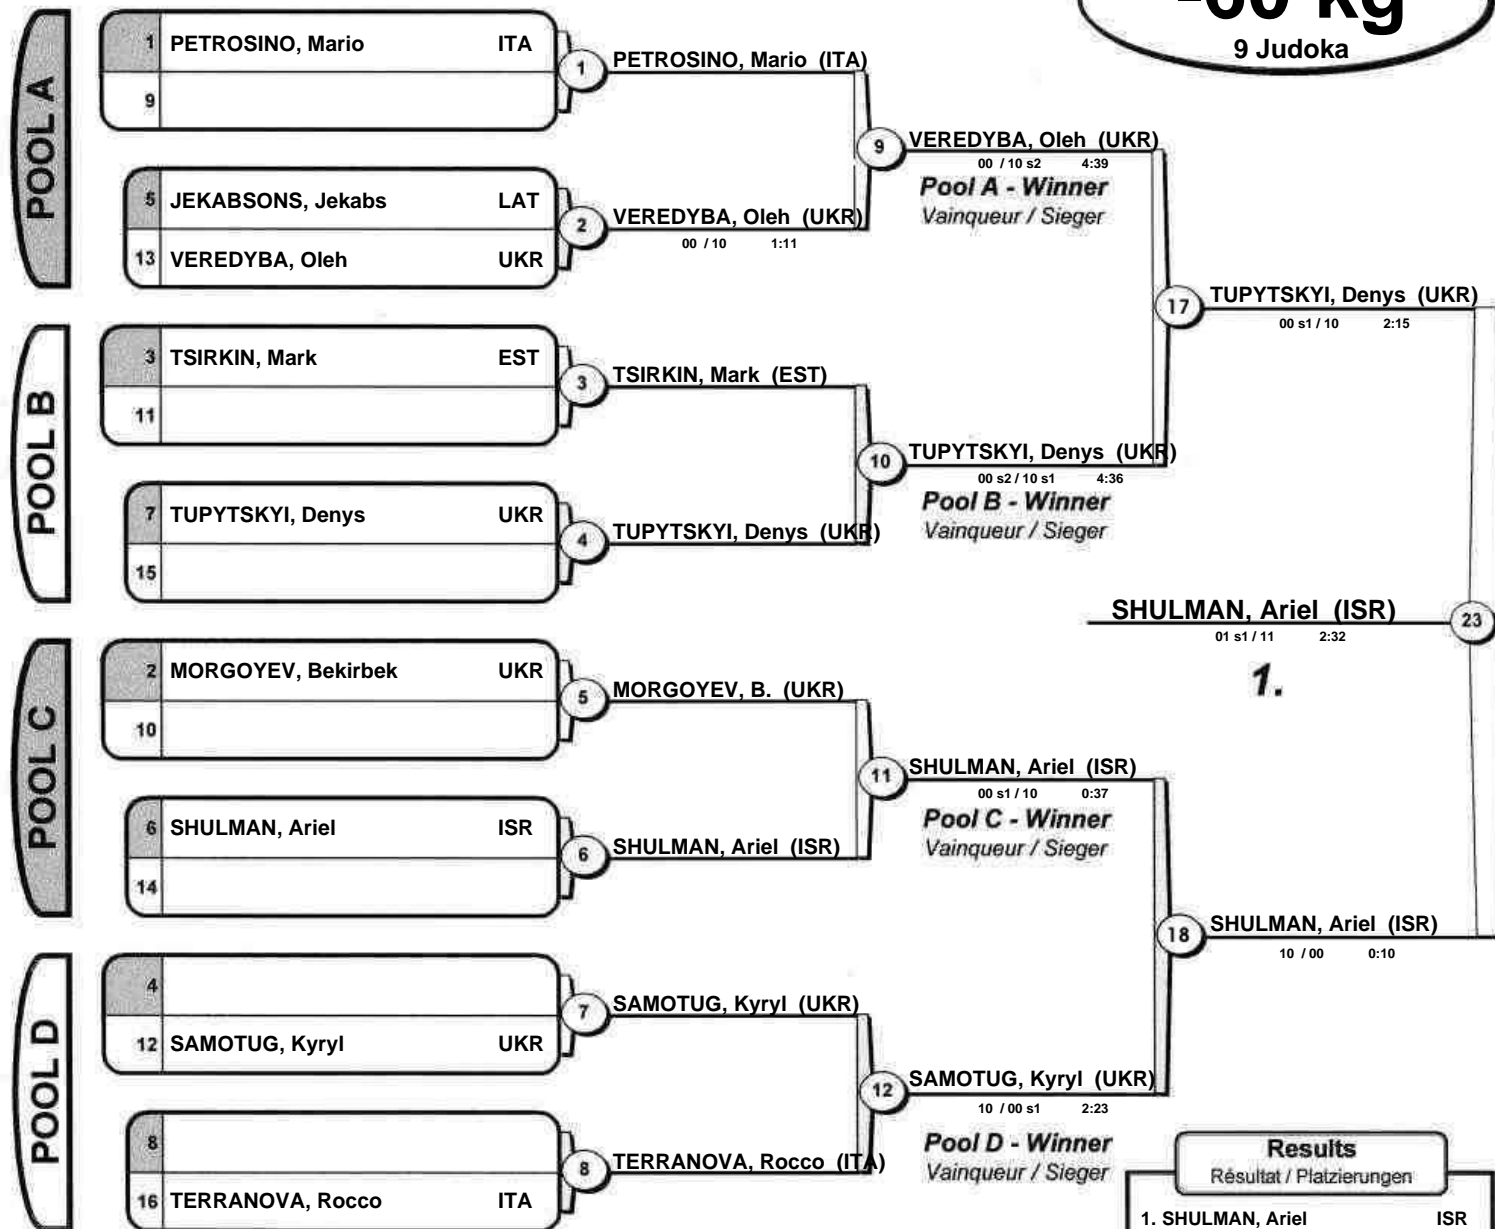 -60 kg
9 Judoka
POOL A
1 PETROSINO, Mario ITA
9
5 JEKABSONS, Jekabs LAT
13 VEREDYBA, Oleh UKR
POOL B
3 TSIRKIN, Mark EST
11
7 TUPYTSKYI, Denys UKR
15
POOL C
2 MORGOYEV, Bekirbek UKR
10
6 SHULMAN, Ariel ISR
14
POOL D
4
12 SAMOTUG, Kyryl UKR
8
16 TERRANOVA, Rocco ITA
1 PETROSINO, Mario (ITA)
2 VEREDYBA, Oleh (UKR)
00 / 10 1:11
3 TSIRKIN, Mark (EST)
4 TUPYTSKYI, Denys (UKR)
5 MORGOYEV, B. (UKR)
6 SHULMAN, Ariel (ISR)
7 SAMOTUG, Kyryl (UKR)
8 TERRANOVA, Rocco (ITA)
9 VEREDYBA, Oleh (UKR)
00 / 10 s2 4:39
Pool A - Winner
Vainqueur / Sieger
10 TUPYTSKYI, Denys (UKR)
00 s2 / 10 s1 4:36
Pool B - Winner
Vainqueur / Sieger
11 SHULMAN, Ariel (ISR)
00 s1 / 10 0:37
Pool C - Winner
Vainqueur / Sieger
12 SAMOTUG, Kyryl (UKR)
10 / 00 s1 2:23
Pool D - Winner
Vainqueur / Sieger
17 TUPYTSKYI, Denys (UKR)
00 s1 / 10 2:15
18 SHULMAN, Ariel (ISR)
10 / 00 0:10
SHULMAN, Ariel (ISR) 23
01 s1 / 11 2:32
1.
Results
Résultat / Platzierungen
1. SHULMAN, Ariel ISR